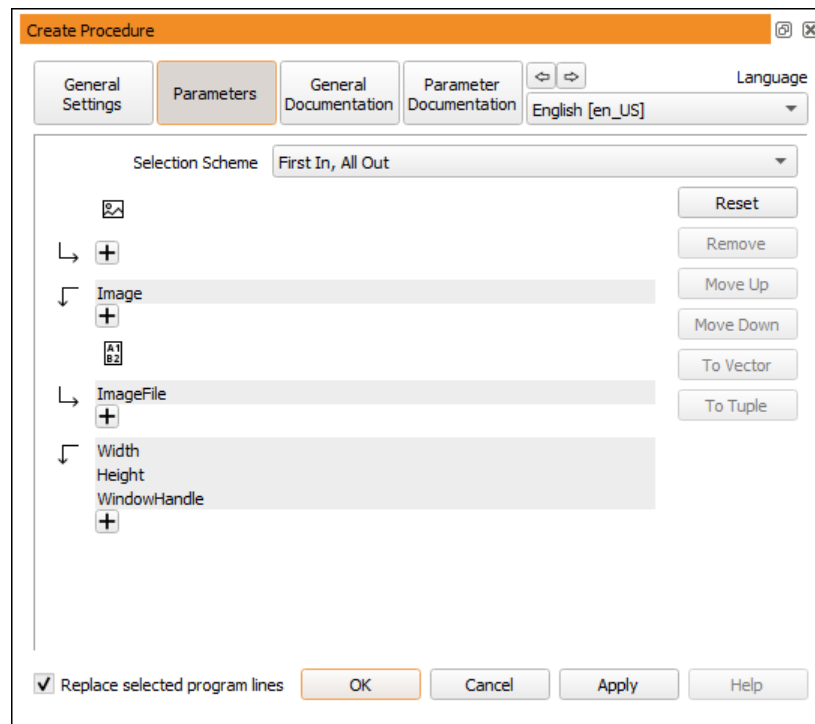 Create Procedure
General
Settings
Parameters
General
Documentation
Parameter
Documentation
Language
English [en_US]
Selection Scheme
First In, All Out
Reset
Remove
Image
Move Up
Move Down
A1
B2
To Vector
ImageFile
To Tuple
Width
Height
WindowHandle
Replace selected program lines
OK
Cancel
Apply
Help